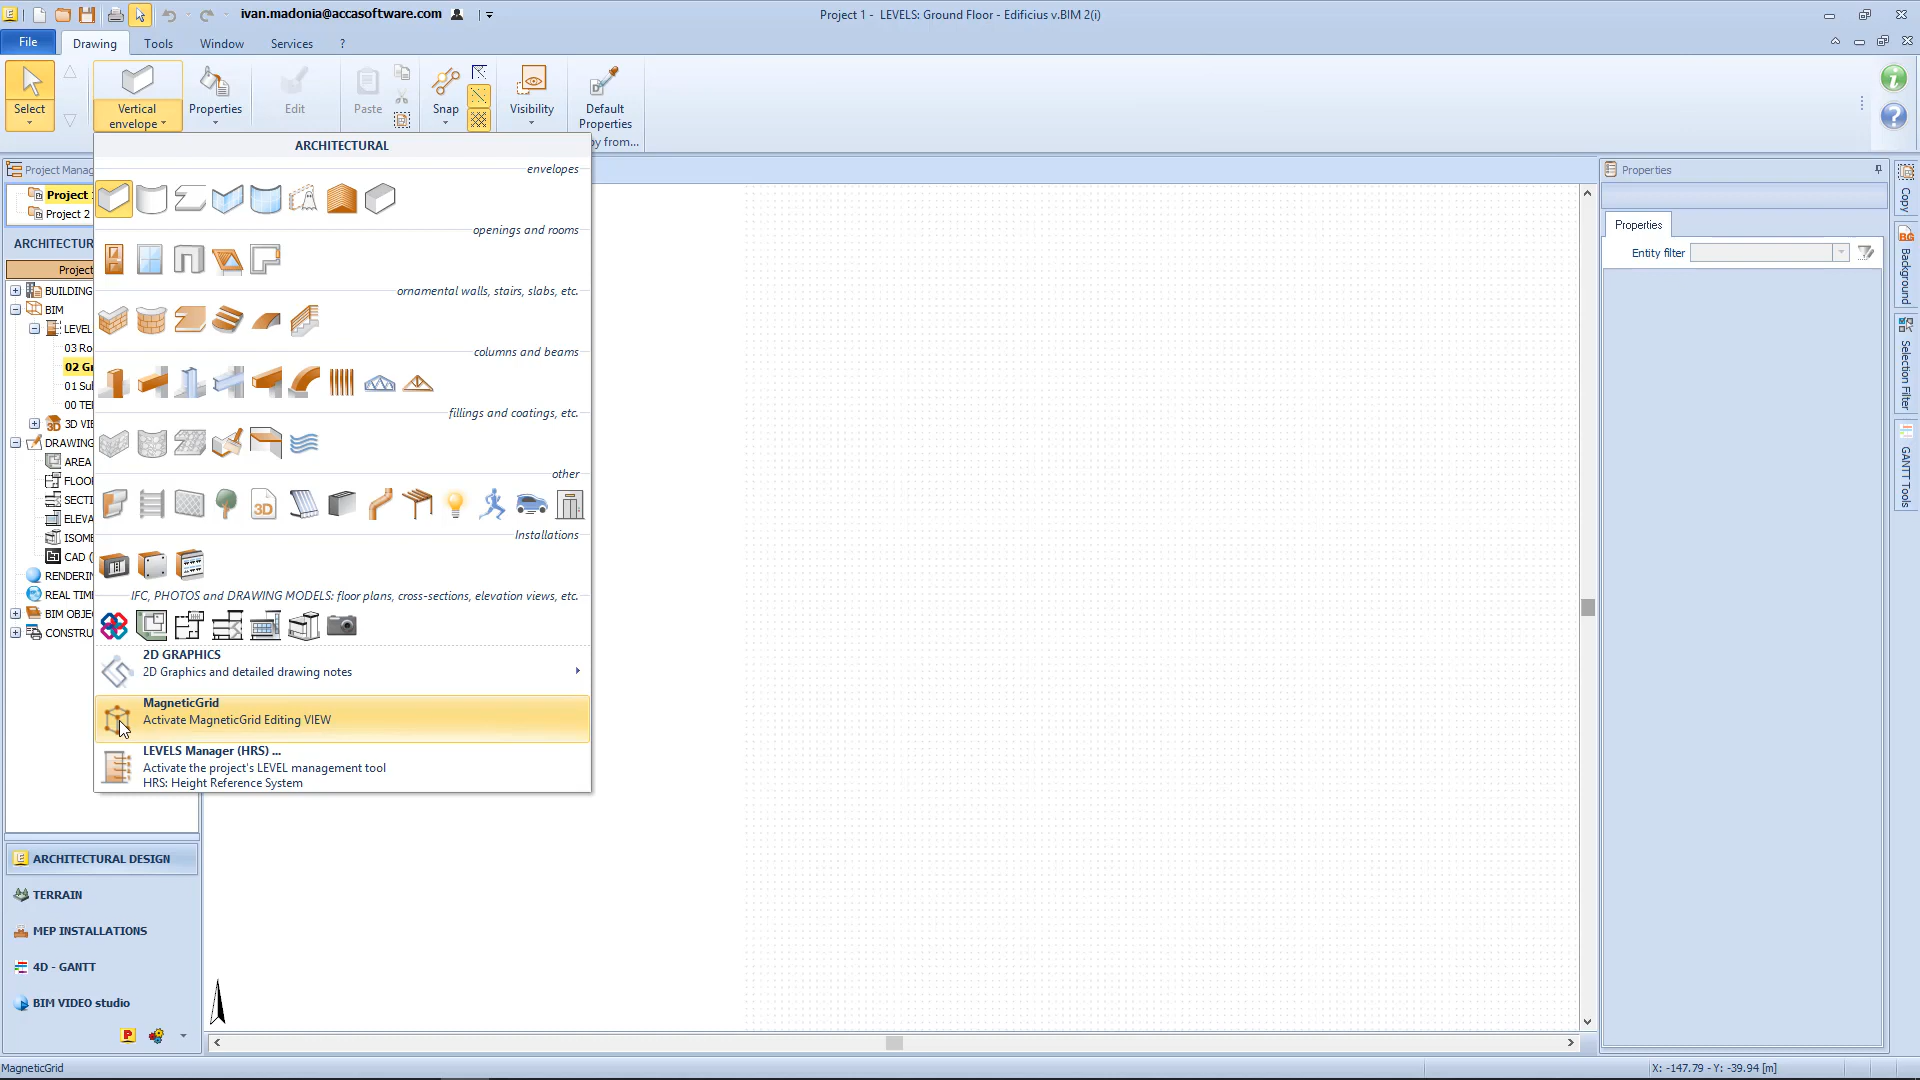 ivan.madonia@accasoftware.com
Project 1 - LEVELS: Ground Floor - Edificius v.BIM 2(i)
File
Drawing
Tools
Window
Services
?
Select
Vertical
envelope
Properties
Edit
Paste
Snap
Visibility
Default
Properties
y from...
Project Manag
Project
Project 2
ARCHITECTUR
Project
BUILDING
BIM
LEVEL
03 Ro
02 Gr
01 Sul
00 TEI
3D VIE
DRAWING
AREA
FLOO
SECTI
ELEVA
ISOME
CAD (
RENDERIN
REAL TIME
BIM OBJE
CONSTRU
ARCHITECTURAL
envelopes
openings and rooms
ornamental walls, stairs, slabs, etc.
columns and beams
fillings and coatings, etc.
other
3D
Installations
IFC, PHOTOS and DRAWING MODELS: floor plans, cross-sections, elevation views, etc.
2D GRAPHICS
2D Graphics and detailed drawing notes
MagneticGrid
Activate MagneticGrid Editing VIEW
LEVELS Manager (HRS) ...
Activate the project's LEVEL management tool
HRS: Height Reference System
ARCHITECTURAL DESIGN
TERRAIN
MEP INSTALLATIONS
4D - GANTT
BIM VIDEO studio
Properties
Properties
Entity filter
Copy
BG
Background
Selection Filter
GANTT Tools
MagneticGrid
X: -147.79 - Y: -39.94 [m]